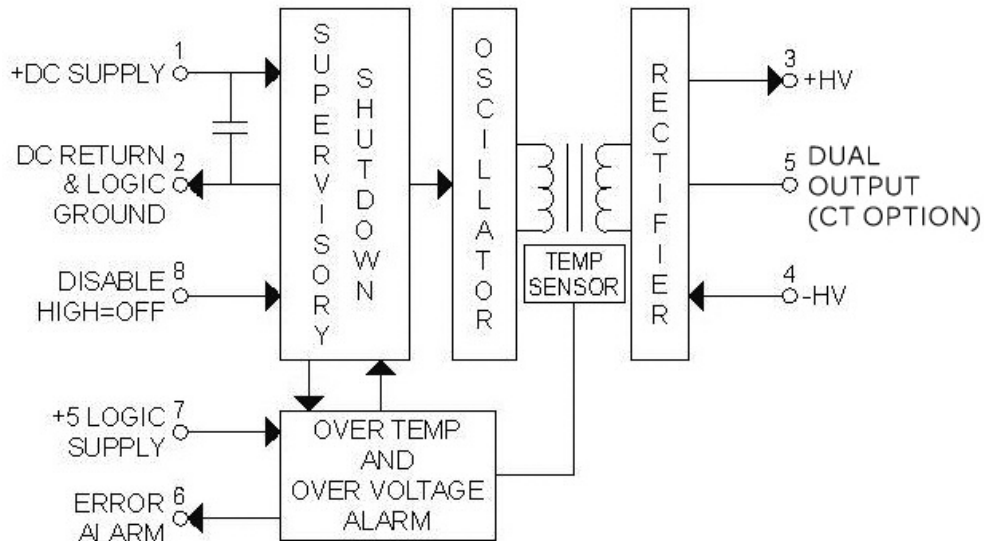 1
+DC SUPPLY
DC RETURN
& LOGIC 2
GROUND
DISABLE 8
HIGH=OFF
+5 LOGIC 7
SUPPLY
ERROR 6
ALARM
SUPERVISORY
SHUTDOWN
OSCILLATOR
TEMP
SENSOR
RECTIFIER
OVER TEMP
AND
OVER VOLTAGE
ALARM
3
+HV
5 DUAL
OUTPUT
(CT OPTION)
4
-HV